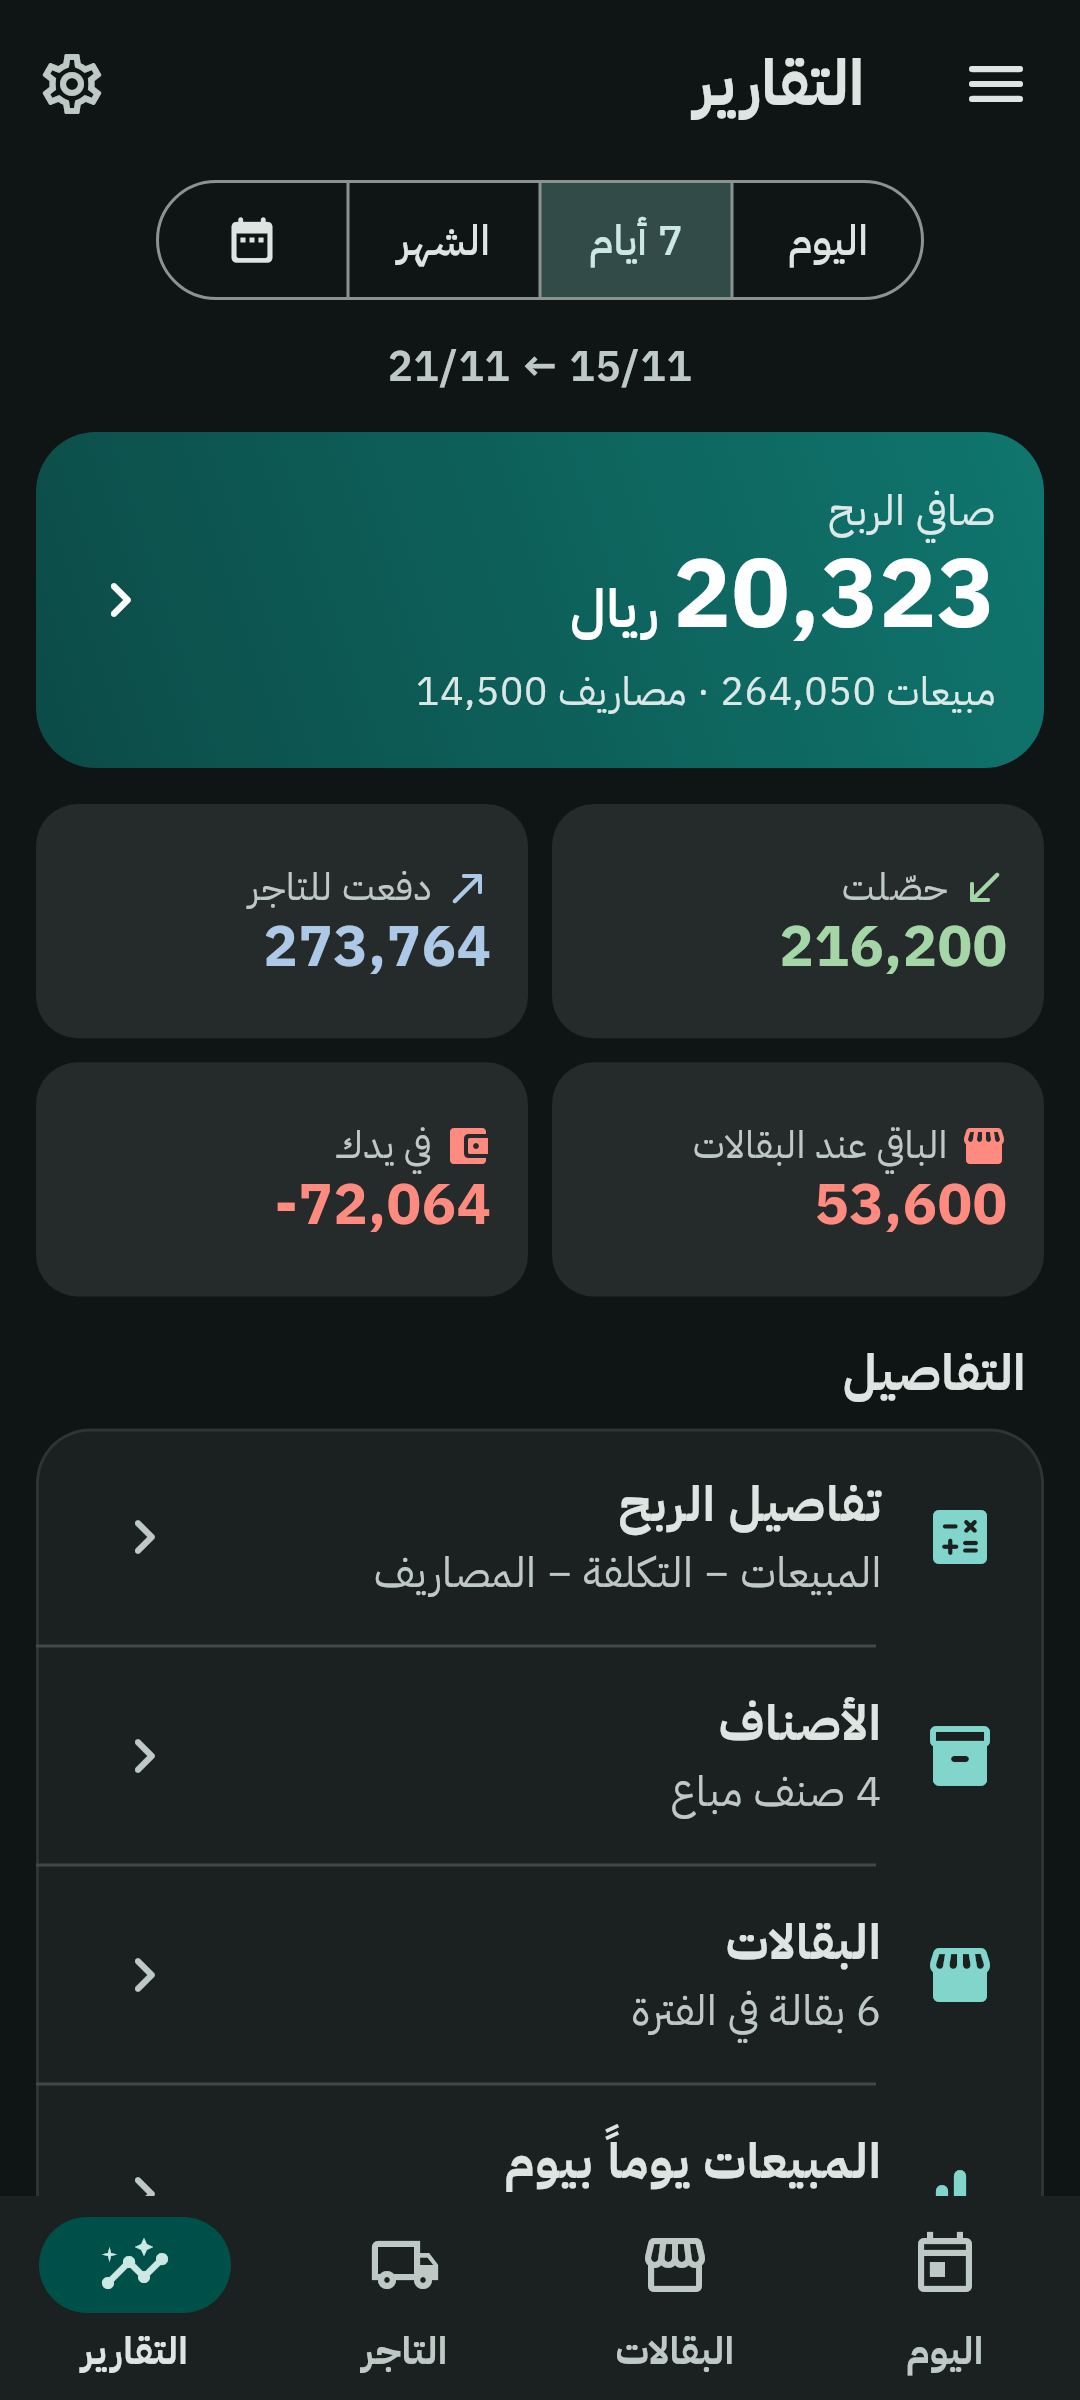 التقارير
اليوم
7 أيام
الشهر
15/11 ← 21/11
صافي الربح
20,323 ريال
مبيعات 264,050 · مصاريف 14,500
حصّلت
216,200
دفعت للتاجر
273,764
الباقي عند البقالات
53,600
في يدك
-72,064
التفاصيل
تفاصيل الربح
المبيعات – التكلفة – المصاريف
الأصناف
4 صنف مباع
البقالات
6 بقالة في الفترة
المبيعات يوماً بيوم
اليوم
البقالات
التاجر
التقارير